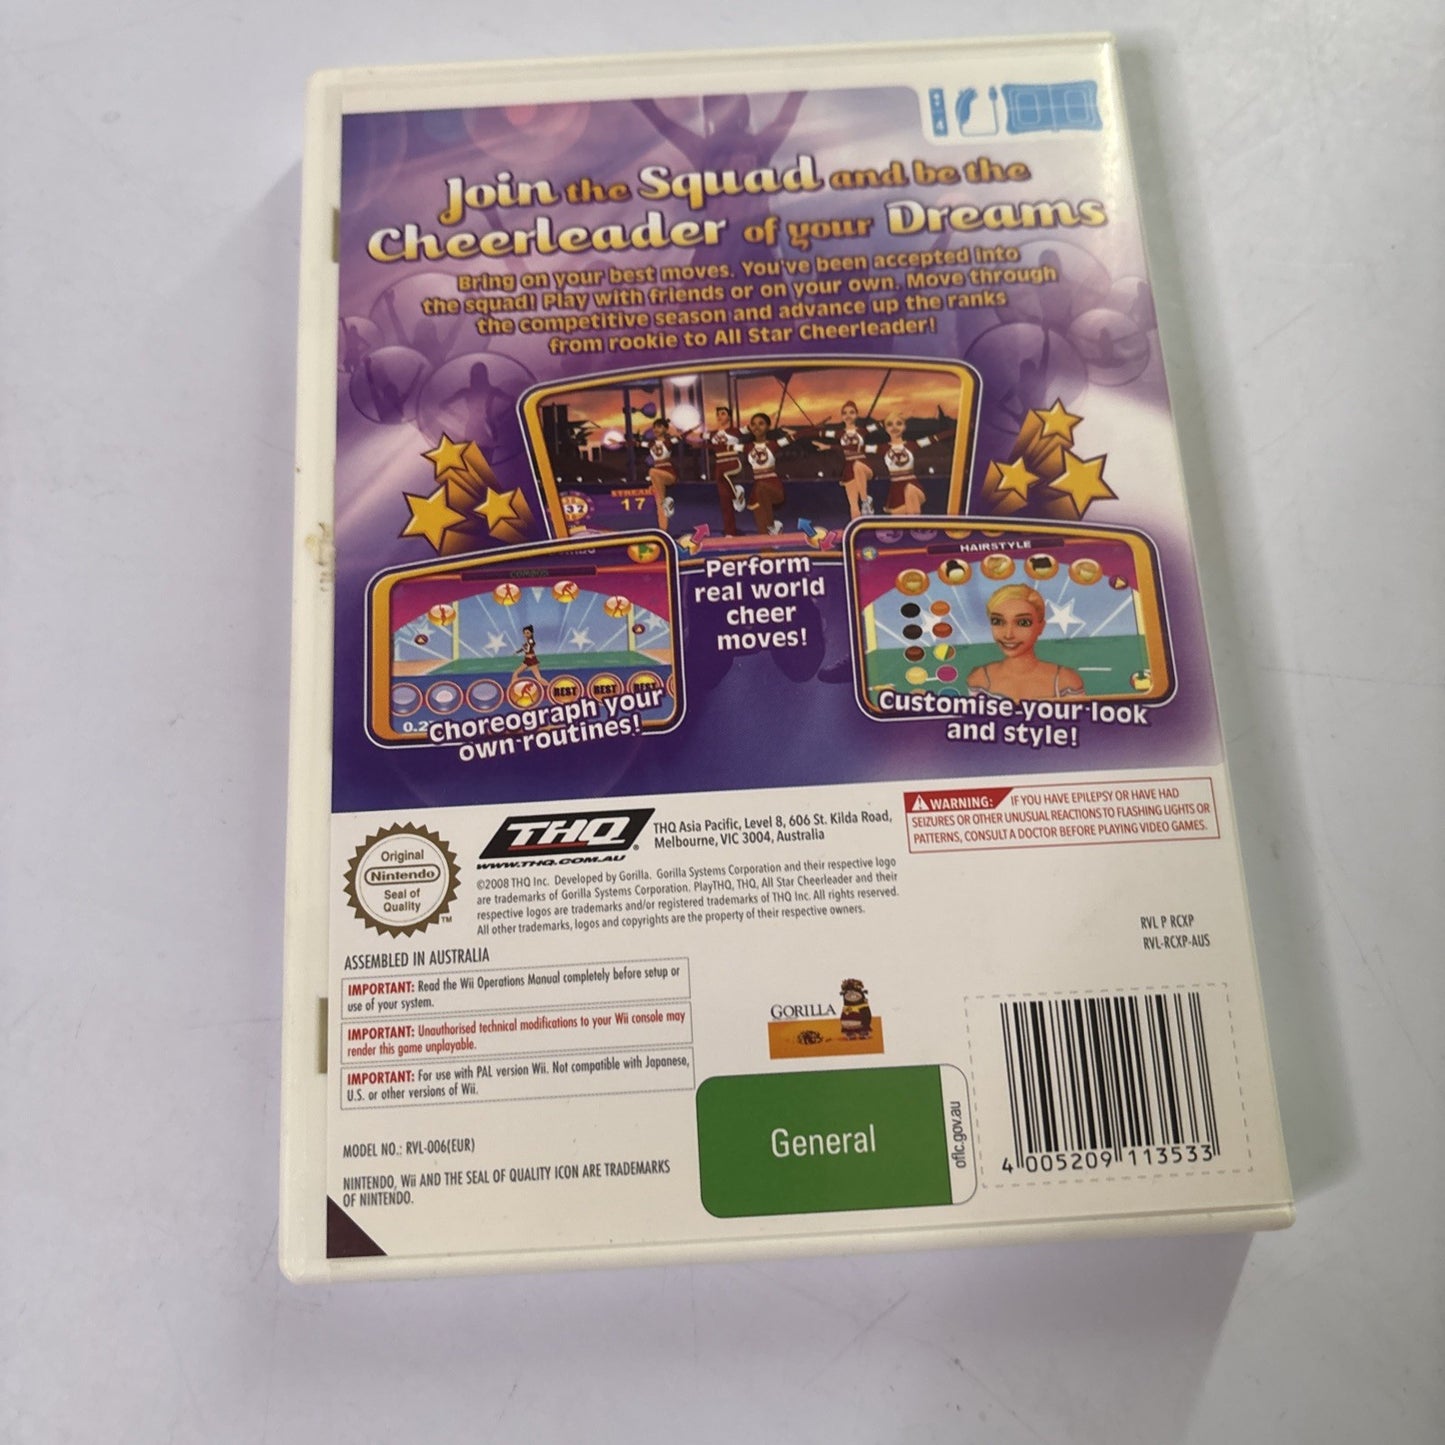 Join the Squad and be the
Cheerleader of your Dreams
Bring on your best moves. You've been accepted into
the squad! Play with friends or on your own. Move through
the competitive season and advance up the ranks
from rookie to All Star Cheerleader!
STREAK
37
17
COMBOS
BEST BEST BEST
Choreograph your
own routines!
Perform
real world
cheer
moves!
HAIRSTYLE
Customise your look
and style!
THQ
WWW.THQ.COM.AU
THQ Asia Pacific, Level 8, 606 St. Kilda Road,
Melbourne, VIC 3004, Australia
WARNING: IF YOU HAVE EPILEPSY OR HAVE HAD
SEIZURES OR OTHER UNUSUAL REACTIONS TO FLASHING LIGHTS OR
PATTERNS, CONSULT A DOCTOR BEFORE PLAYING VIDEO GAMES.
Original
Nintendo
Seal of
Quality
TM
©2008 THQ Inc. Developed by Gorilla. Gorilla Systems Corporation and their respective logo
are trademarks of Gorilla Systems Corporation. PlayTHQ, THQ, All Star Cheerleader and their
respective logos are trademarks and/or registered trademarks of THQ Inc. All rights reserved.
All other trademarks, logos and copyrights are the property of their respective owners.
RVL P RCXP
RVL-RCXP-AUS
ASSEMBLED IN AUSTRALIA
IMPORTANT: Read the Wii Operations Manual completely before setup or
use of your system.
IMPORTANT: Unauthorised technical modifications to your Wii console may
render this game unplayable.
IMPORTANT: For use with PAL version Wii. Not compatible with Japanese,
U.S. or other versions of Wii.
GORILLA
General
oflc.gov.au
4 005209 113533
MODEL NO.: RVL-006(EUR)
NINTENDO, Wii AND THE SEAL OF QUALITY ICON ARE TRADEMARKS
OF NINTENDO.